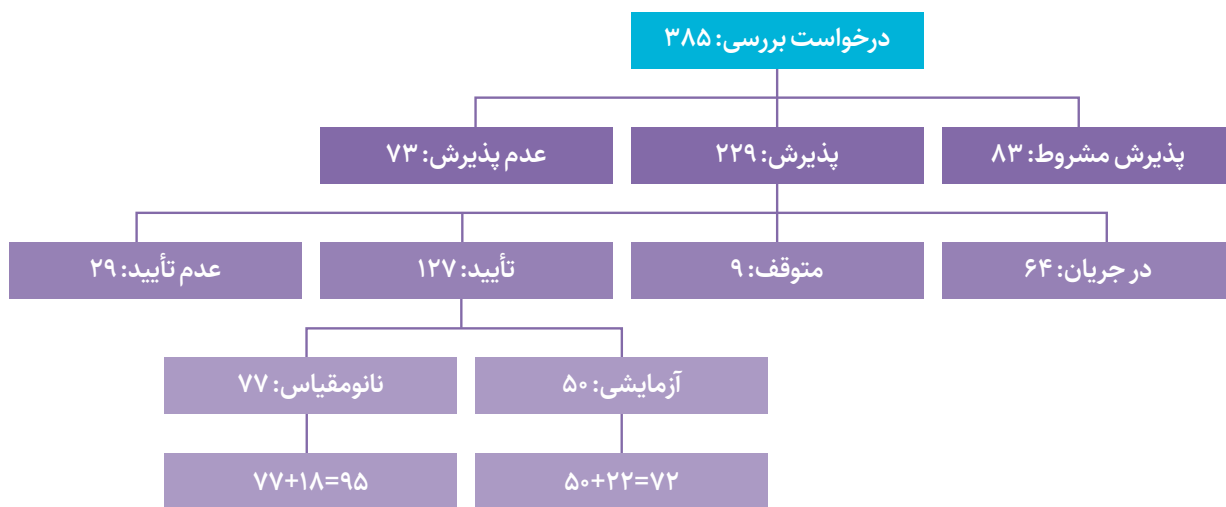 درخواست بررسی: ۳۸۵
پذیرش مشروط: ۸۳
پذیرش: ۲۲۹
عدم پذیرش: ۷۳
در جریان: ۶۴
متوقف: ۹
تأیید: ۱۲۷
عدم تأیید: ۲۹
آزمایشی: ۵۰
نانومقیاس: ۷۷
۵۰+۲۲=۷۲
۷۷+۱۸=۹۵